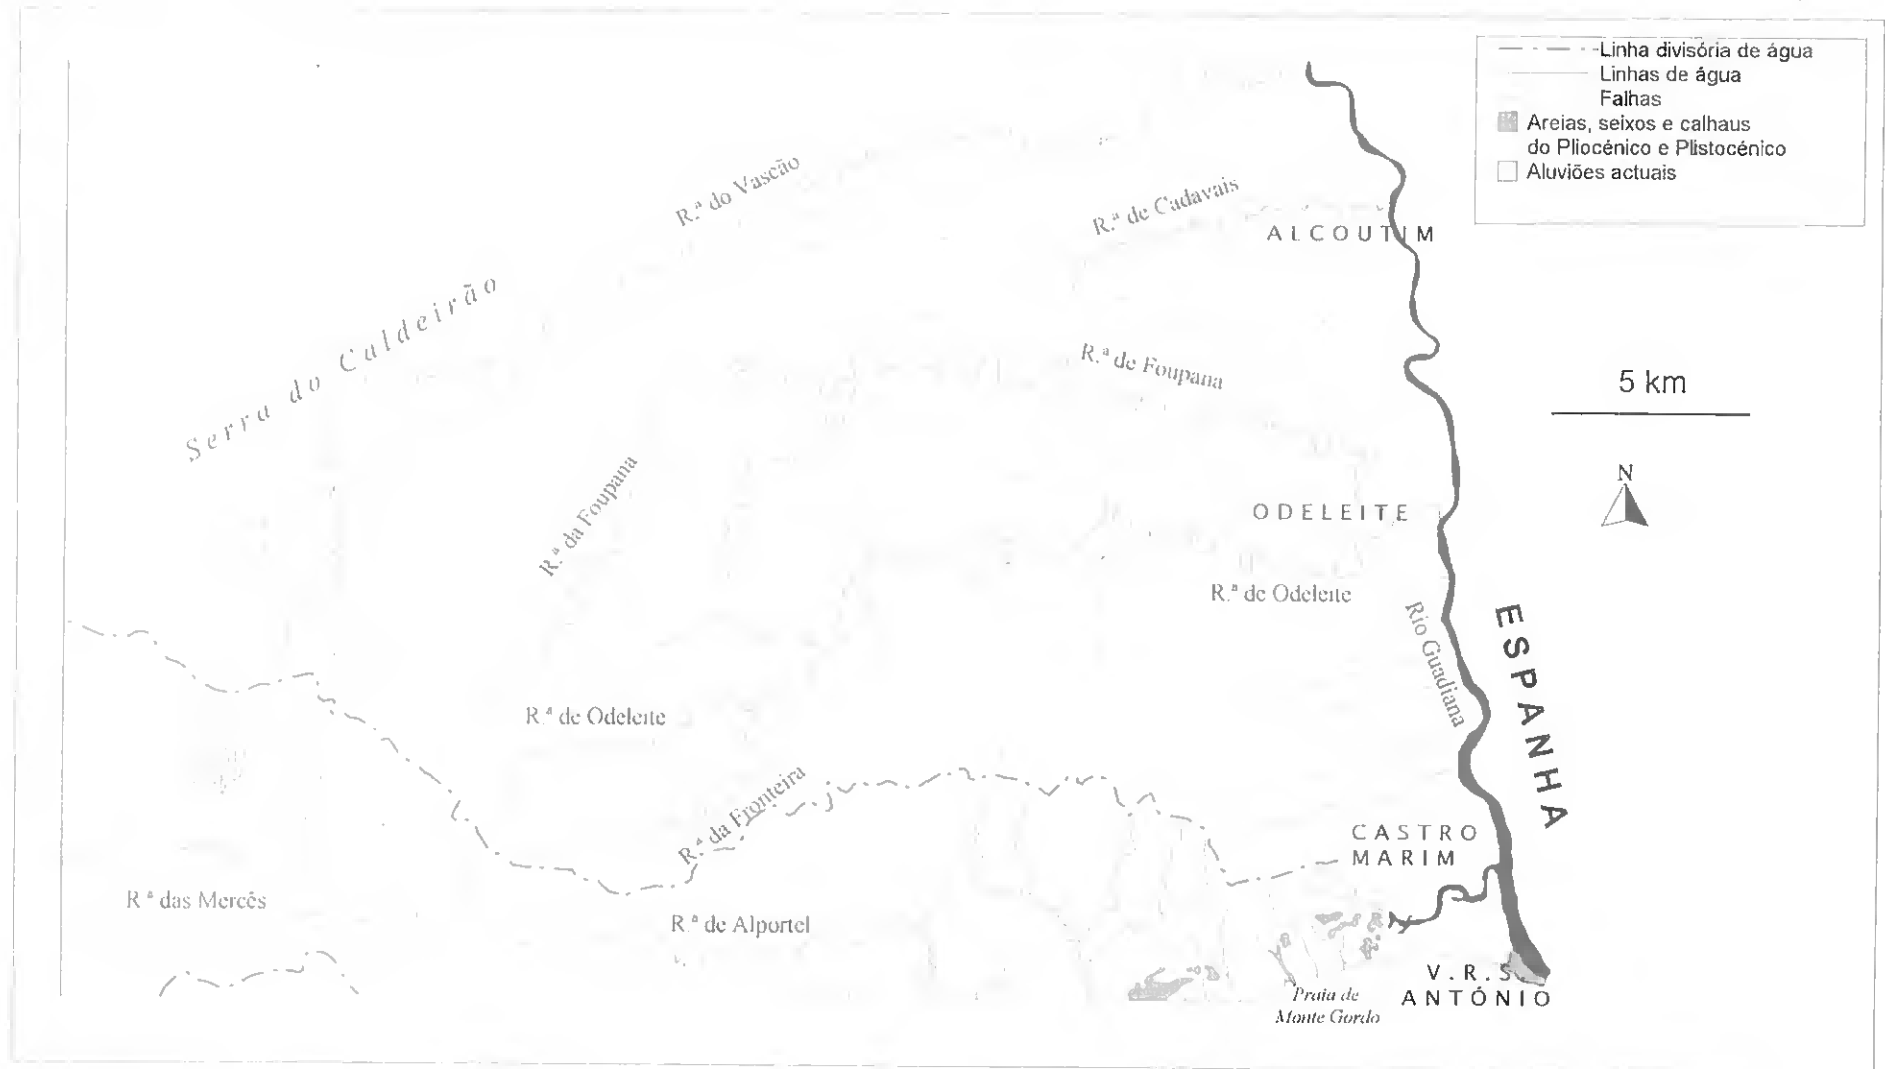 Linha divisória de água
Linhas de água
Falhas
Areias, seixos e calhaus
do Pliocénico e Plistocénico
Aluviões actuais
R.ª do Vascão
R.ª de Cadavais
ALCOUTIM
Serra do Caldeirão
R.ª de Foupana
5 km
N
R.ª da Foupana
ODELEITE
R.ª de Odeleite
Rio Guadiana
ESPANHA
R.ª de Odeleite
R.ª da Fronteira
CASTRO
MARIM
R.ª das Mercês
R.ª de Alportel
V.R.S.
ANTÓNIO
Praia de
Monte Gordo